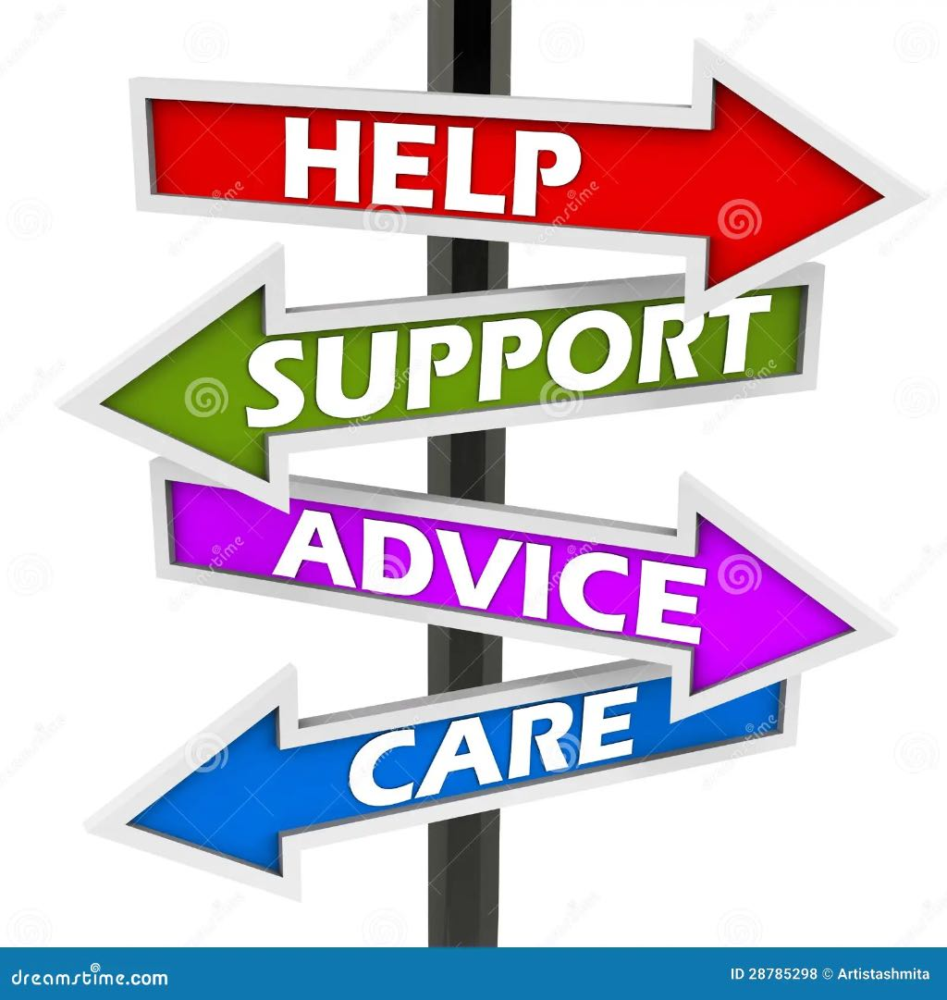 HELP
SUPPORT
ADVICE
CARE
dreamstime.com
ID 28785298 © Artistashmita